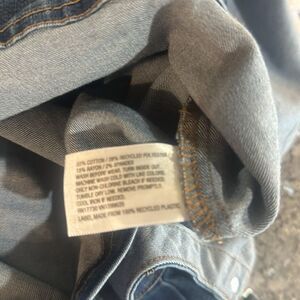 COTTON / 29% RECYCLED POLYESTER
RAYON / 2% SPANDEX
WASH BEFORE WEAR. TURN INSIDE OUT.
MACHINE WASH COLD WITH LIKE COLORS.
ONLY NON-CHLORINE BLEACH IF NEEDED.
TUMBLE DRY LOW. REMOVE PROMPTLY.
COOL IRON IF NEEDED.
LABEL MADE FROM 100% RECYCLED PLASTIC